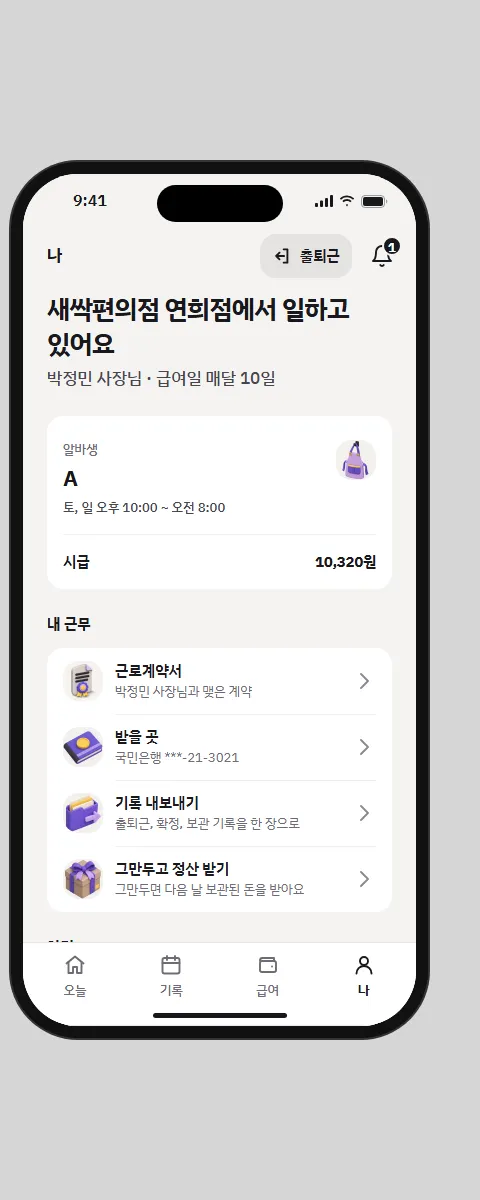 9:41
나
출퇴근
1
새싹편의점 연희점에서 일하고
있어요
박정민 사장님 · 급여일 매달 10일
알바생
A
토, 일 오후 10:00 ~ 오전 8:00
시급
10,320원
내 근무
근로계약서
박정민 사장님과 맺은 계약
받을 곳
국민은행 ***-21-3021
기록 내보내기
출퇴근, 확정, 보관 기록을 한 장으로
그만두고 정산 받기
그만두면 다음 날 보관된 돈을 받아요
오늘
기록
급여
나